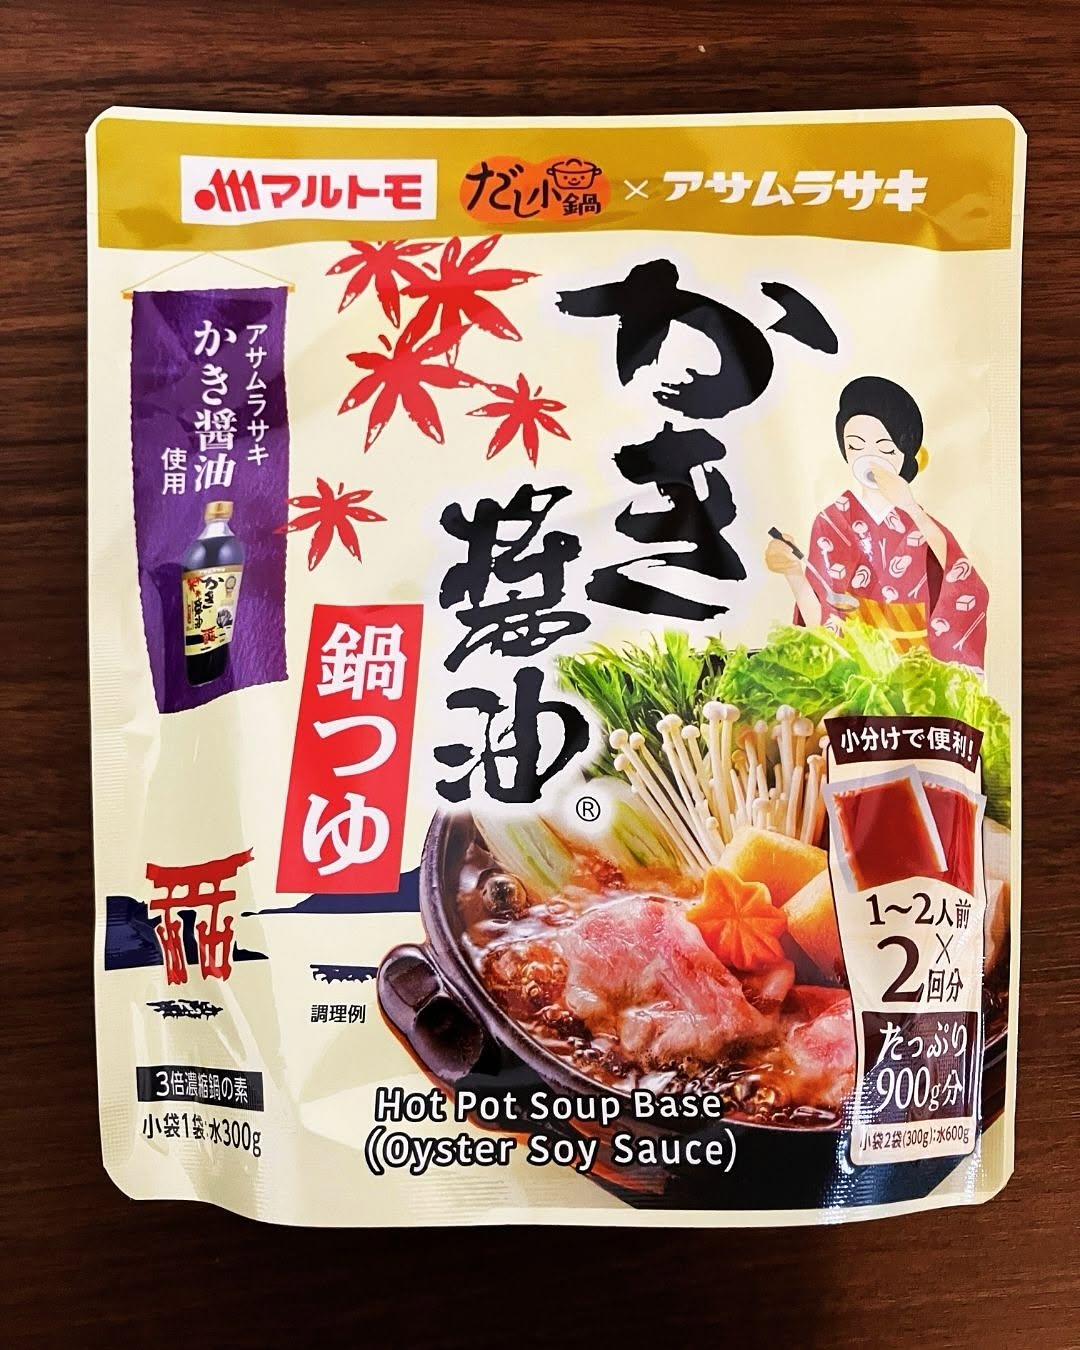 マルトモ だし小鍋 × アサムラサキ
かき
醤油
®
鍋つゆ
アサムラサキ
かき醤油
使用
かき
醤油
小分けで便利!
1〜2人前
×
2回分
たっぷり
900g分
小袋2袋(300g):水600g
調理例
3倍濃縮鍋の素
小袋1袋:水300g
Hot Pot Soup Base
(Oyster Soy Sauce)